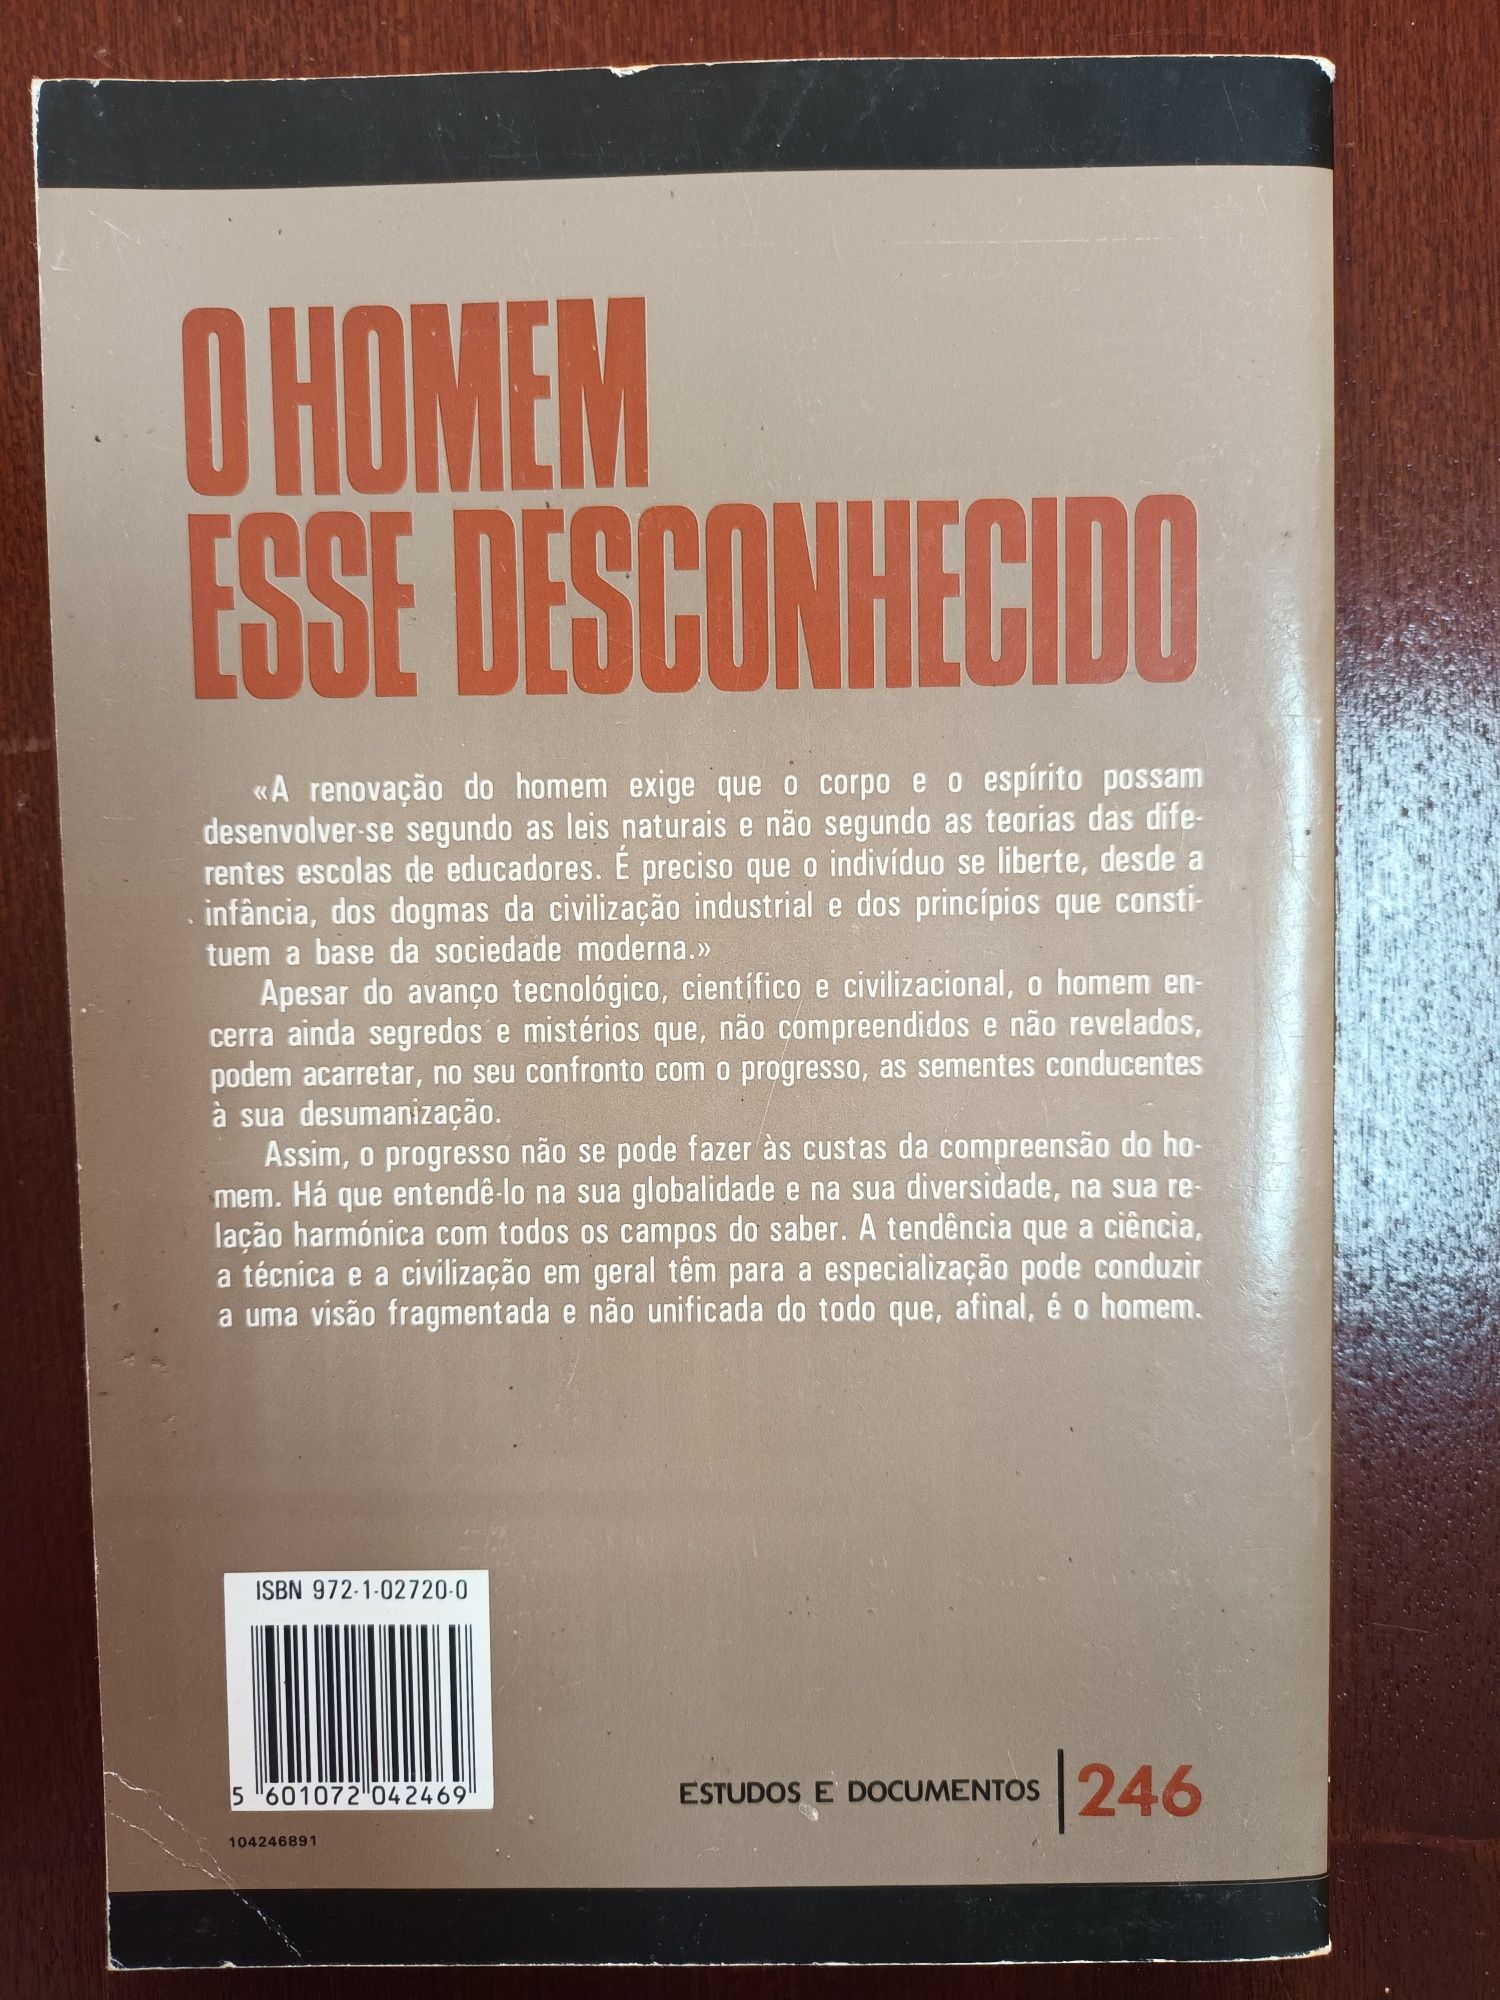 O HOMEM
ESSE DESCONHECIDO
«A renovação do homem exige que o corpo e o espírito possam
desenvolver-se segundo as leis naturais e não segundo as teorias das dife-
rentes escolas de educadores. É preciso que o indivíduo se liberte, desde a
infância, dos dogmas da civilização industrial e dos princípios que consti-
tuem a base da sociedade moderna.»
Apesar do avanço tecnológico, científico e civilizacional, o homem en-
cerra ainda segredos e mistérios que, não compreendidos e não revelados,
podem acarretar, no seu confronto com o progresso, as sementes conducentes
à sua desumanização.
Assim, o progresso não se pode fazer às custas da compreensão do ho-
mem. Há que entendê-lo na sua globalidade e na sua diversidade, na sua re-
lação harmónica com todos os campos do saber. A tendência que a ciência,
a técnica e a civilização em geral têm para a especialização pode conduzir
a uma visão fragmentada e não unificada do todo que, afinal, é o homem.
ISBN 972-1-02720-0
5 601072 042469
104246891
ESTUDOS E DOCUMENTOS | 246